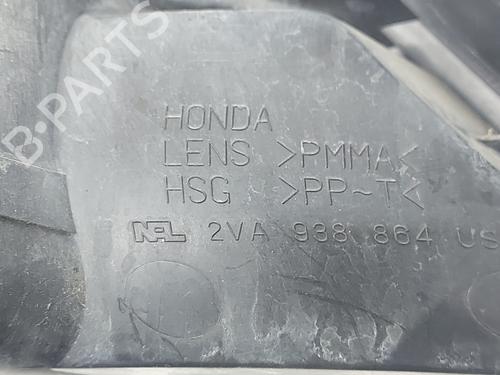 B-PARTS
HONDA
LENS >PMMA<
HSG >PP-T<
NAL 2VA 938 864 US